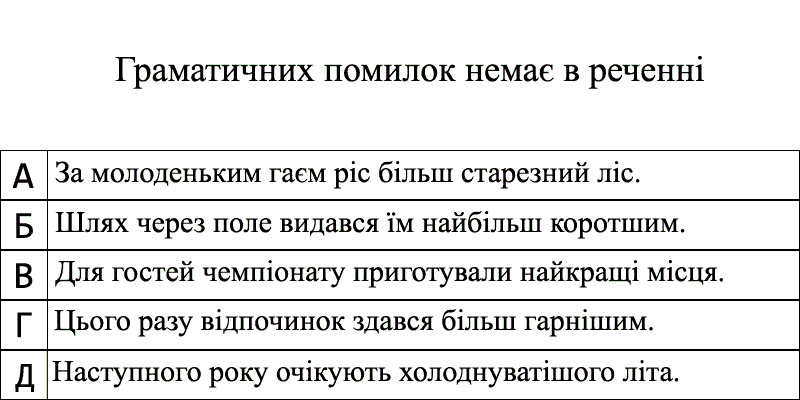 Граматичних помилок немає в реченні
А За молоденьким гаєм ріс більш старезний ліс.
Б Шлях через поле видався їм найбільш коротшим.
В Для гостей чемпіонату приготували найкращі місця.
Г Цього разу відпочинок здався більш гарнішим.
Д Наступного року очікують холоднуватішого літа.